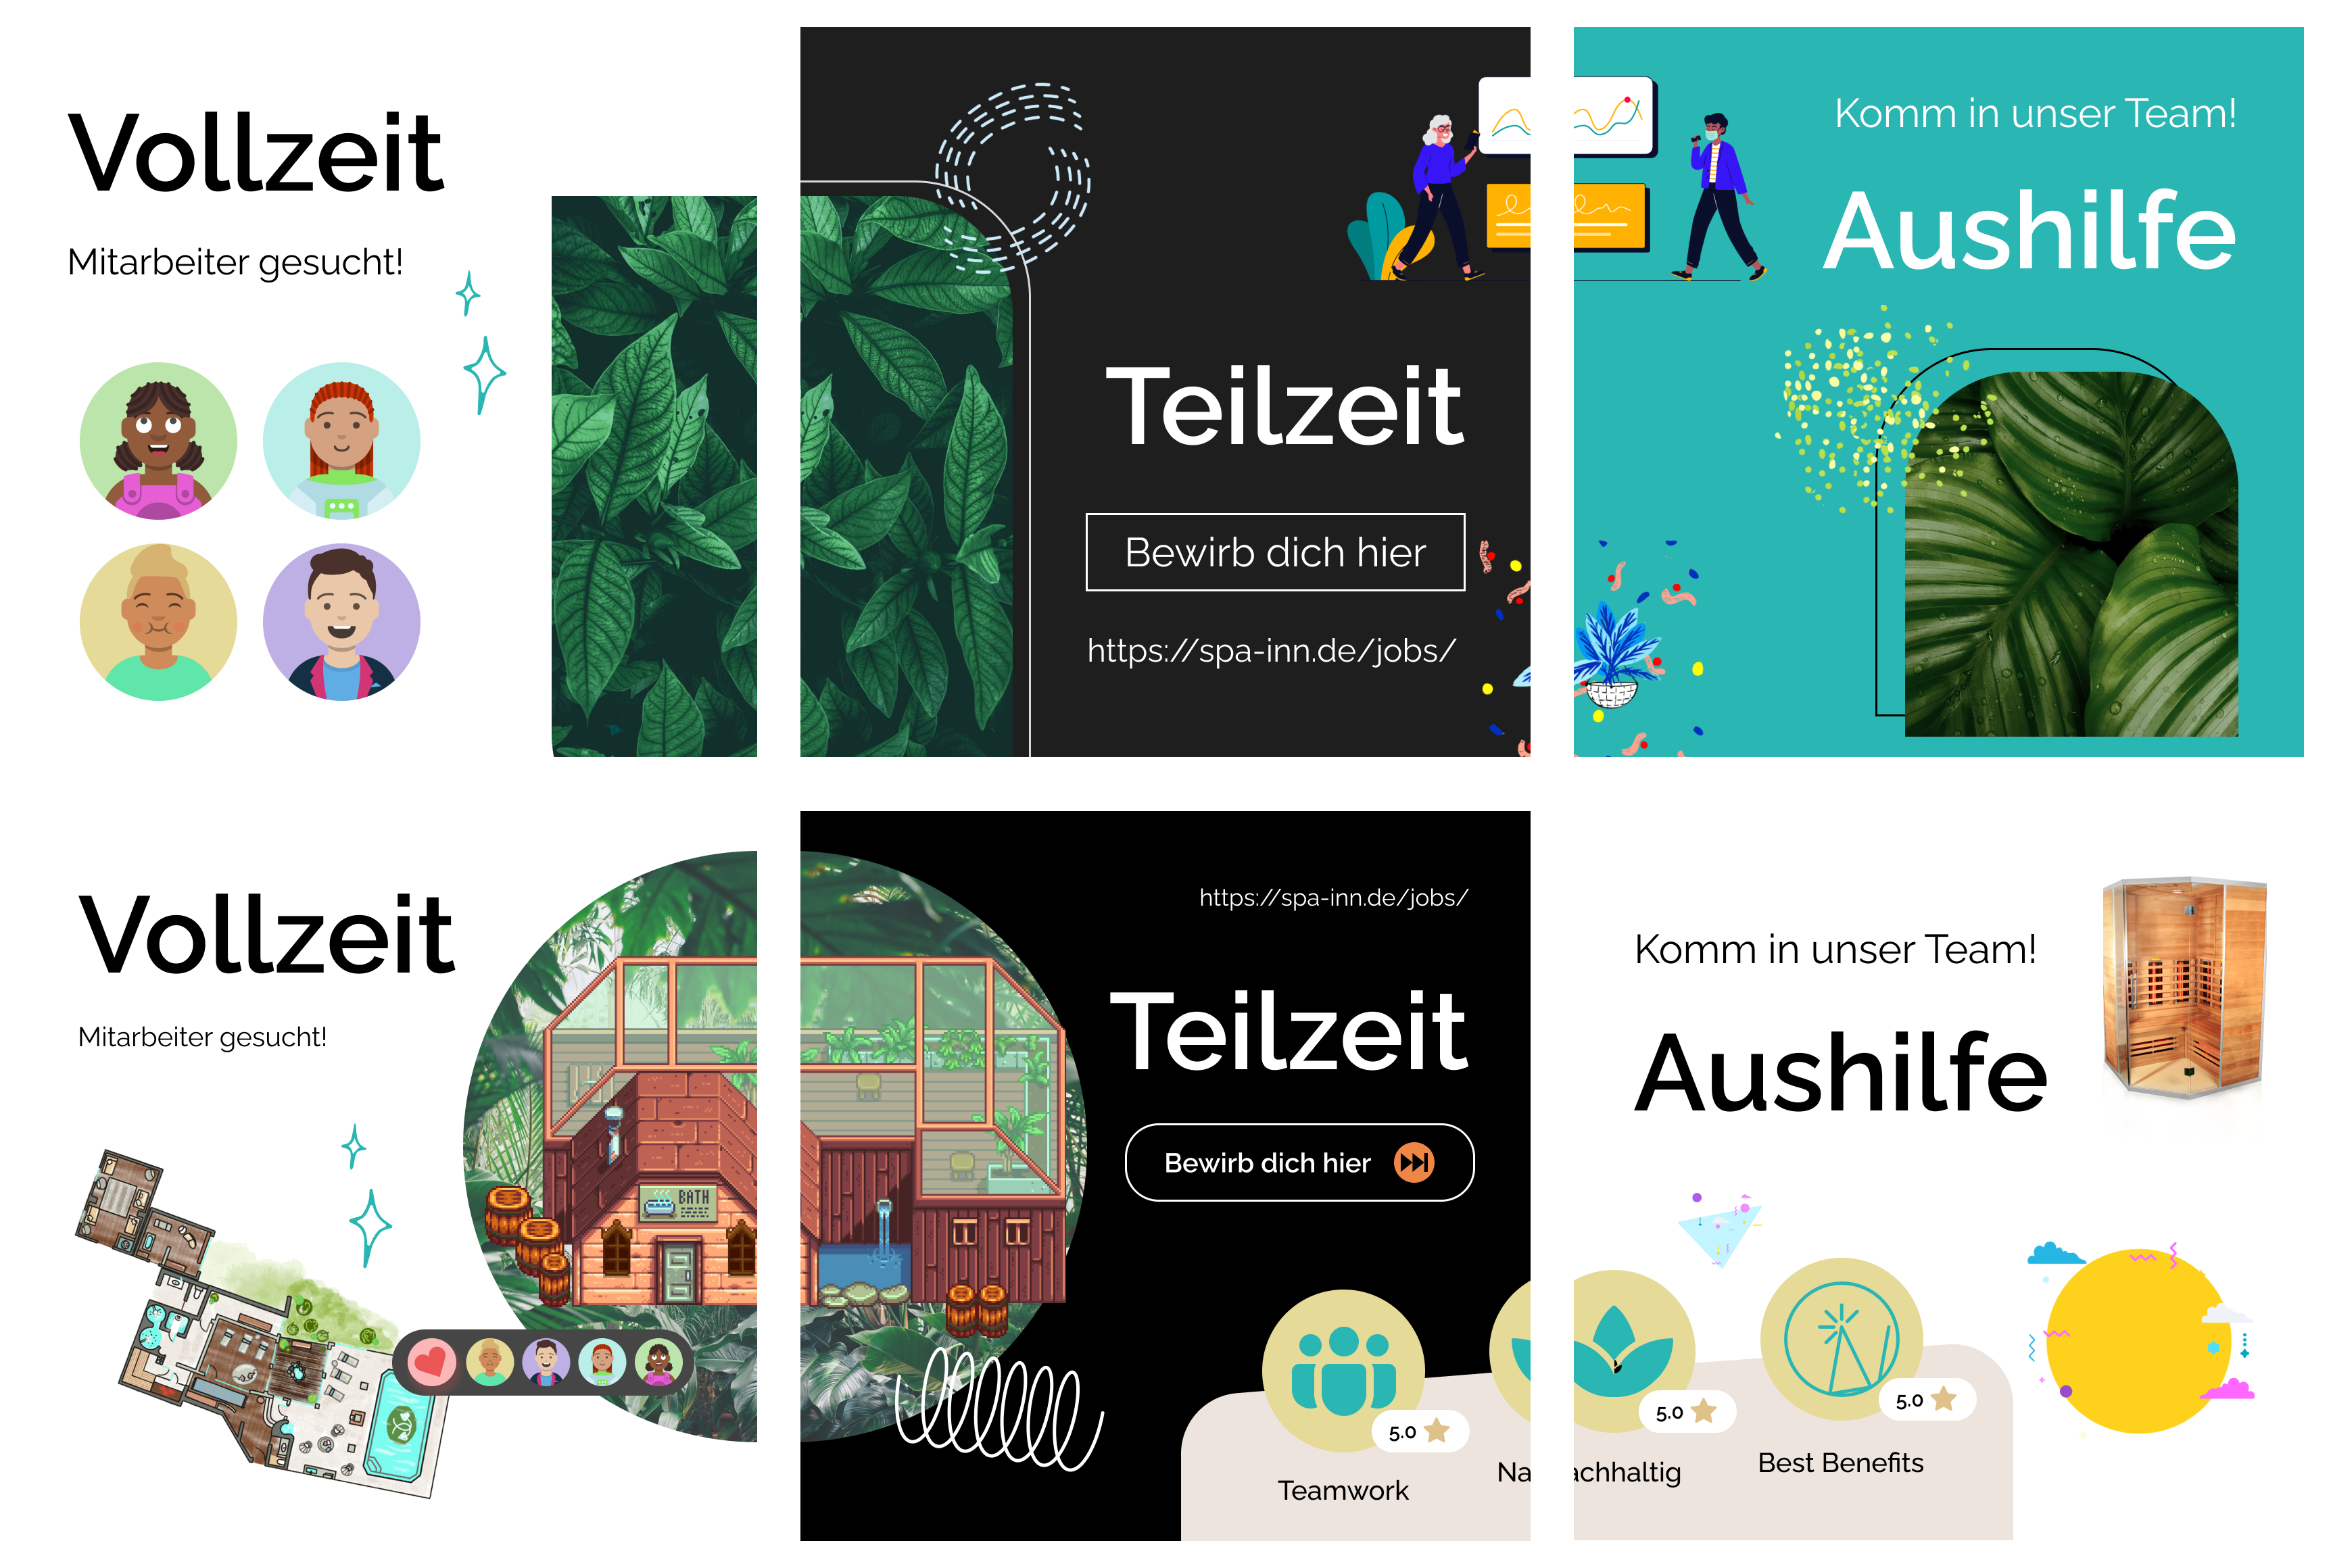 Vollzeit
Mitarbeiter gesucht!
Teilzeit
Bewirb dich hier
https://spa-inn.de/jobs/
Komm in unser Team!
Aushilfe
Vollzeit
Mitarbeiter gesucht!
BATH
https://spa-inn.de/jobs/
Teilzeit
Bewirb dich hier
5.0
Teamwork
Na
Komm in unser Team!
Aushilfe
5.0
5.0
achhaltig
Best Benefits